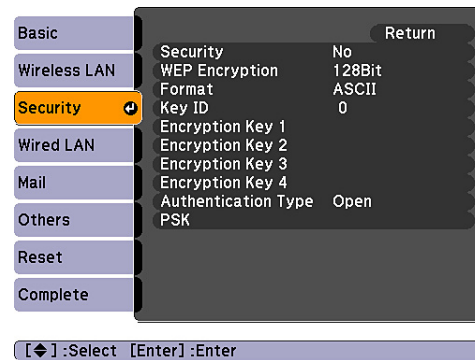 Basic
Wireless LAN
Security
Wired LAN
Mail
Others
Reset
Complete
Return
Security No
WEP Encryption 128Bit
Format ASCII
Key ID 0
Encryption Key 1
Encryption Key 2
Encryption Key 3
Encryption Key 4
Authentication Type Open
PSK
[◆] :Select [Enter] :Enter